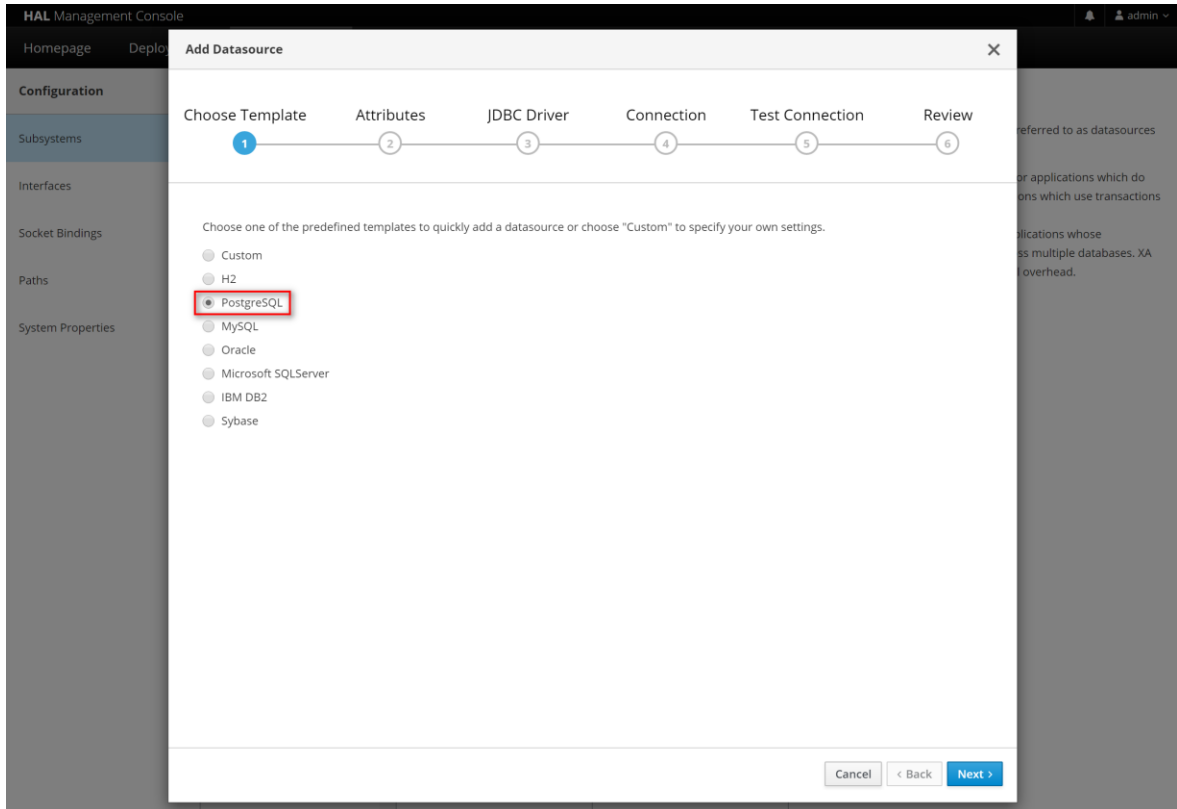 HAL Management Console
admin
Homepage
Add Datasource
Configuration
Choose Template Attributes JDBC Driver Connection Test Connection Review
1 2 3 4 5 6
Subsystems
referred to as datasources
Interfaces
or applications which do
ons which use transactions
Socket Bindings
Choose one of the predefined templates to quickly add a datasource or choose "Custom" to specify your own settings.
plications whose
Custom
ss multiple databases. XA
Paths
H2
overhead.
PostgreSQL
System Properties
MySQL
Oracle
Microsoft SQLServer
IBM DB2
Sybase
Cancel < Back Next >